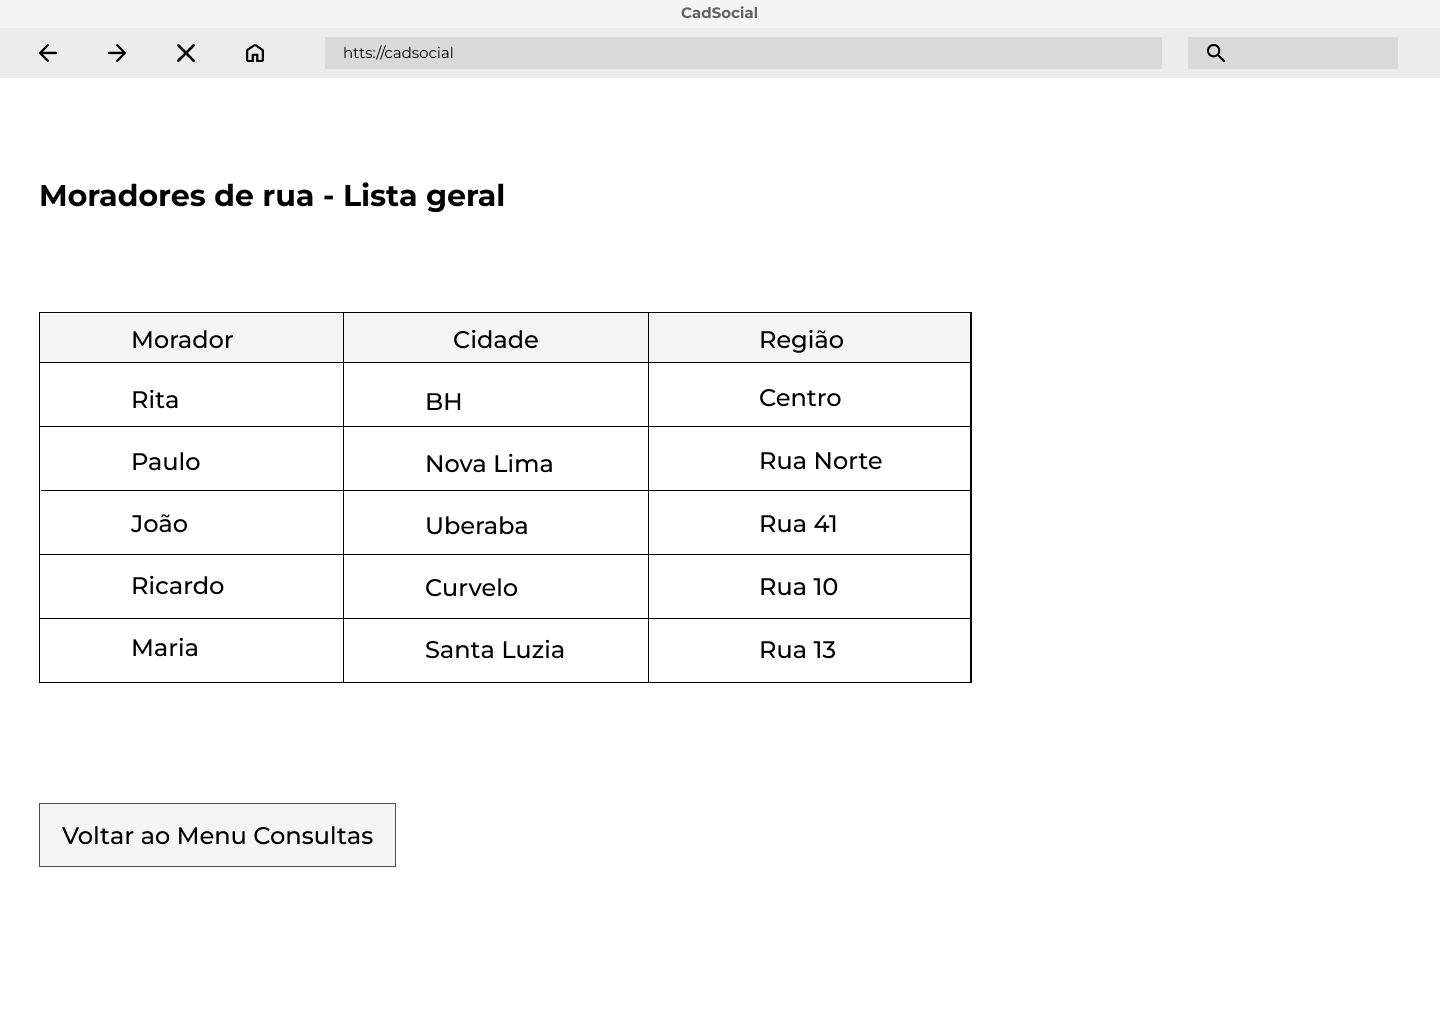 CadSocial
htts://cadsocial
Moradores de rua - Lista geral
Morador Cidade Região
Rita BH Centro
Paulo Nova Lima Rua Norte
João Uberaba Rua 41
Ricardo Curvelo Rua 10
Maria Santa Luzia Rua 13
Voltar ao Menu Consultas